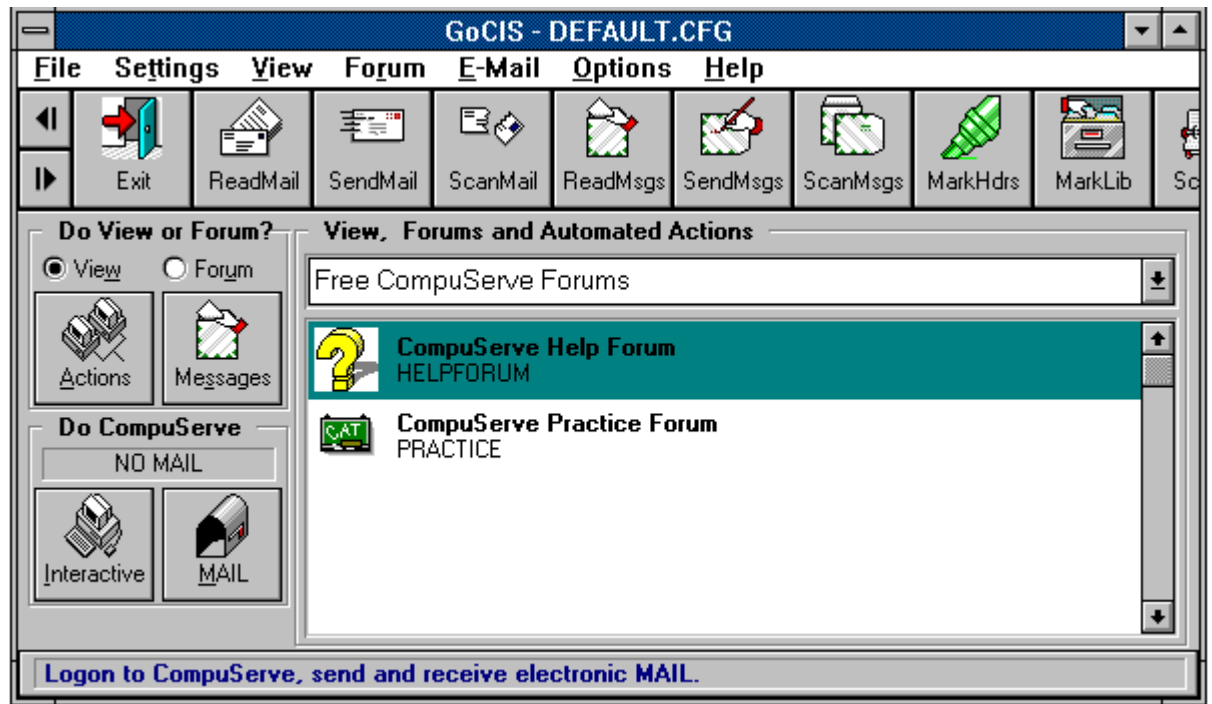 GoCIS - DEFAULT.CFG
File Settings View Forum E-Mail Options Help
Exit ReadMail SendMail ScanMail ReadMsgs SendMsgs ScanMsgs MarkHdrs MarkLib Sc
Do View or Forum?
View Forum
Actions Messages
Do CompuServe
NO MAIL
Interactive MAIL
View, Forums and Automated Actions
Free CompuServe Forums
CompuServe Help Forum
HELPFORUM
CAT
CompuServe Practice Forum
PRACTICE
Logon to CompuServe, send and receive electronic MAIL.